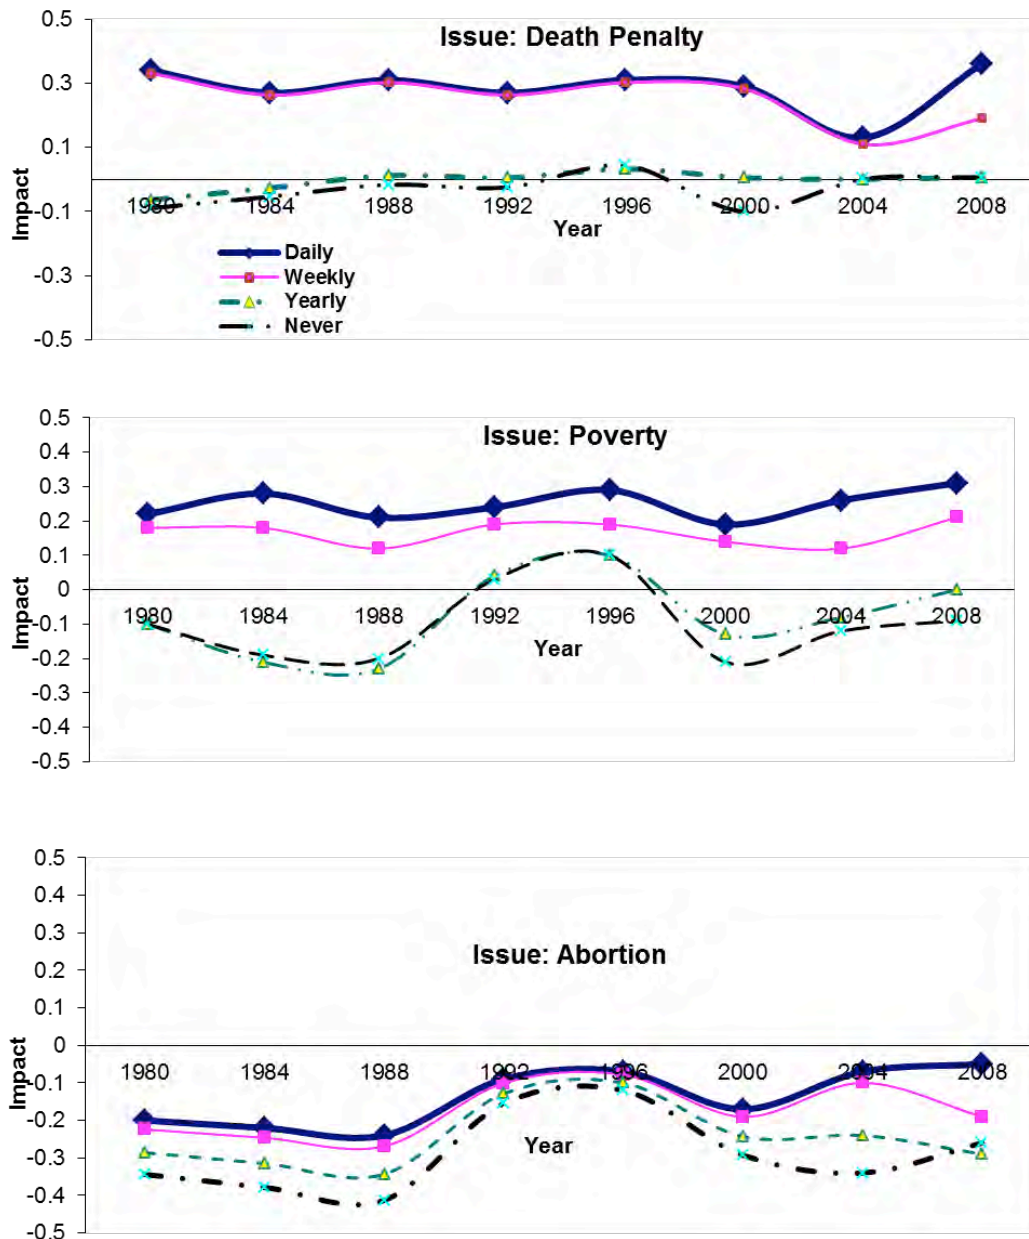 0.5
Issue: Death Penalty
0.3
0.1
-0.1
1980 1984 1988 1992 1996 2000 2004 2008
Impact
Year
Daily
-0.3
Weekly
Yearly
Never
-0.5
0.5
Issue: Poverty
0.4
0.3
0.2
0.1
0
1980 1984 1988 1992 1996 2000 2004 2008
-0.1
Impact
Year
-0.2
-0.3
-0.4
-0.5
0.5
0.4
0.3
Issue: Abortion
0.2
0.1
0
1980 1984 1988 1992 1996 2000 2004 2008
-0.1
Impact
-0.2
Year
-0.3
-0.4
-0.5